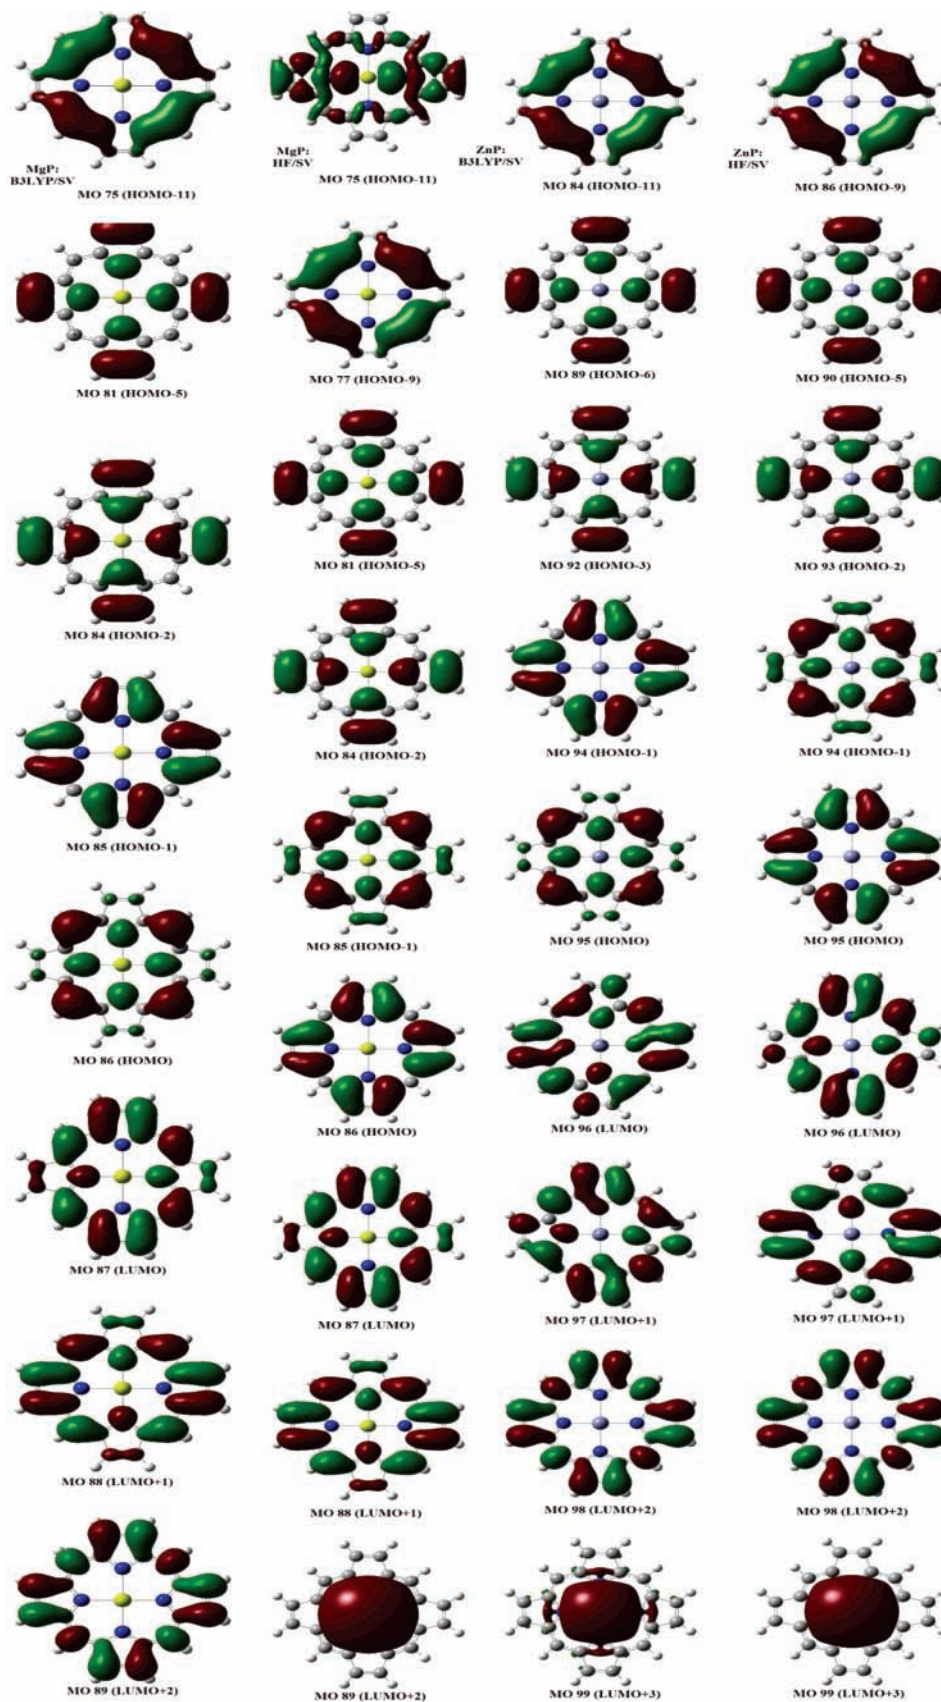 MgP:
B3LYP/SV
MO 75 (HOMO-11)
MO 81 (HOMO-5)
MO 84 (HOMO-2)
MO 85 (HOMO-1)
MO 86 (HOMO)
MO 87 (LUMO)
MO 88 (LUMO+1)
MO 89 (LUMO+2)
MgP:
HF/SV
MO 75 (HOMO-11)
MO 77 (HOMO-9)
MO 81 (HOMO-5)
MO 84 (HOMO-2)
MO 85 (HOMO-1)
MO 86 (HOMO)
MO 87 (LUMO)
MO 88 (LUMO+1)
MO 89 (LUMO+2)
ZnP:
B3LYP/SV
MO 84 (HOMO-11)
MO 89 (HOMO-6)
MO 92 (HOMO-3)
MO 94 (HOMO-1)
MO 95 (HOMO)
MO 96 (LUMO)
MO 97 (LUMO+1)
MO 98 (LUMO+2)
MO 99 (LUMO+3)
ZnP:
HF/SV
MO 86 (HOMO-9)
MO 90 (HOMO-5)
MO 93 (HOMO-2)
MO 94 (HOMO-1)
MO 95 (HOMO)
MO 96 (LUMO)
MO 97 (LUMO+1)
MO 98 (LUMO+2)
MO 99 (LUMO+3)